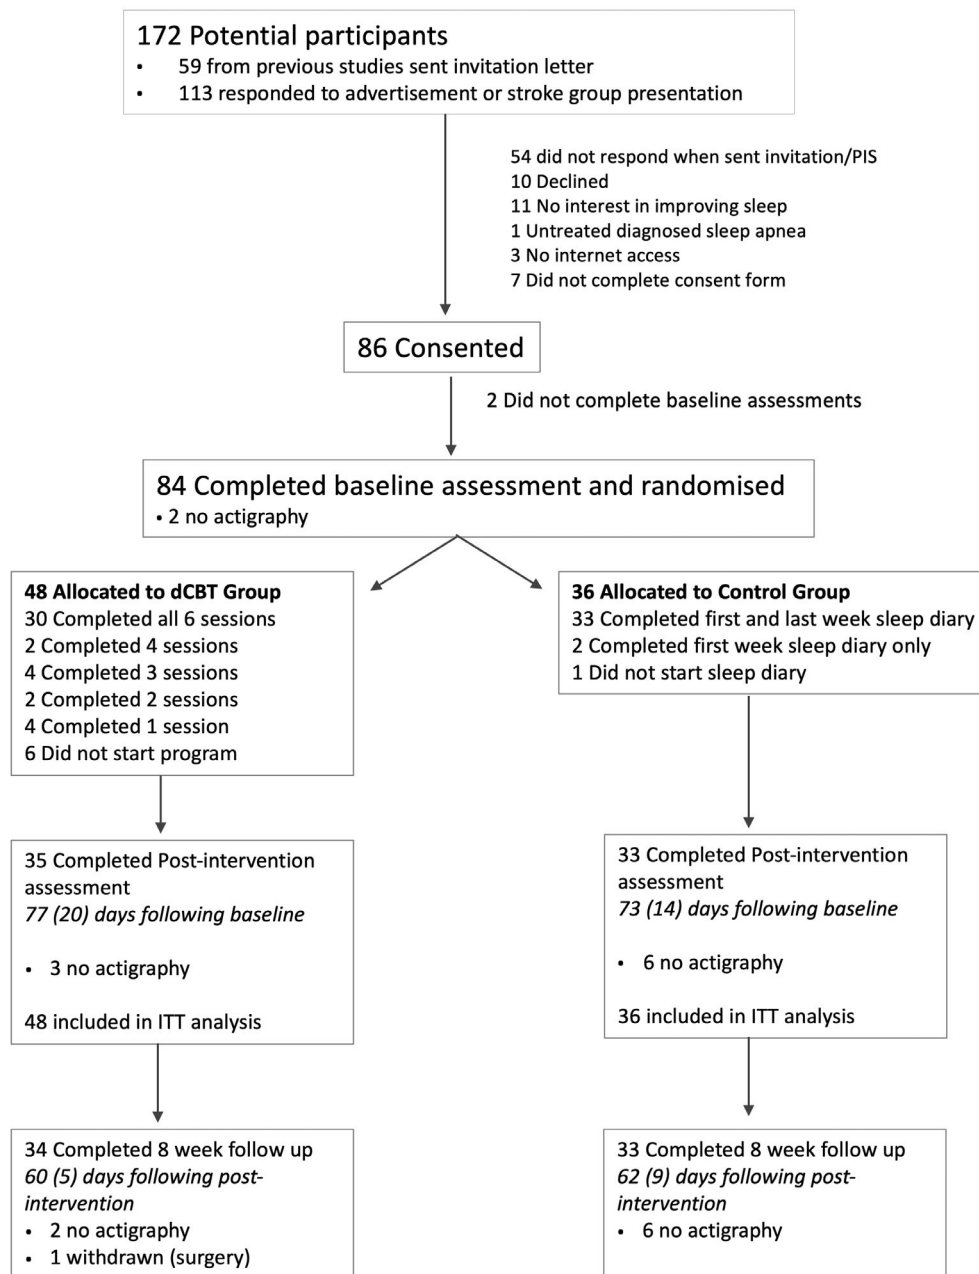 172 Potential participants
• 59 from previous studies sent invitation letter
• 113 responded to advertisement or stroke group presentation
54 did not respond when sent invitation/PIS
10 Declined
11 No interest in improving sleep
1 Untreated diagnosed sleep apnea
3 No internet access
7 Did not complete consent form
86 Consented
2 Did not complete baseline assessments
84 Completed baseline assessment and randomised
• 2 no actigraphy
48 Allocated to dCBT Group
30 Completed all 6 sessions
2 Completed 4 sessions
4 Completed 3 sessions
2 Completed 2 sessions
4 Completed 1 session
6 Did not start program
36 Allocated to Control Group
33 Completed first and last week sleep diary
2 Completed first week sleep diary only
1 Did not start sleep diary
35 Completed Post-intervention
assessment
77 (20) days following baseline
• 3 no actigraphy
48 included in ITT analysis
33 Completed Post-intervention
assessment
73 (14) days following baseline
• 6 no actigraphy
36 included in ITT analysis
34 Completed 8 week follow up
60 (5) days following post-
intervention
• 2 no actigraphy
• 1 withdrawn (surgery)
33 Completed 8 week follow up
62 (9) days following post-
intervention
• 6 no actigraphy